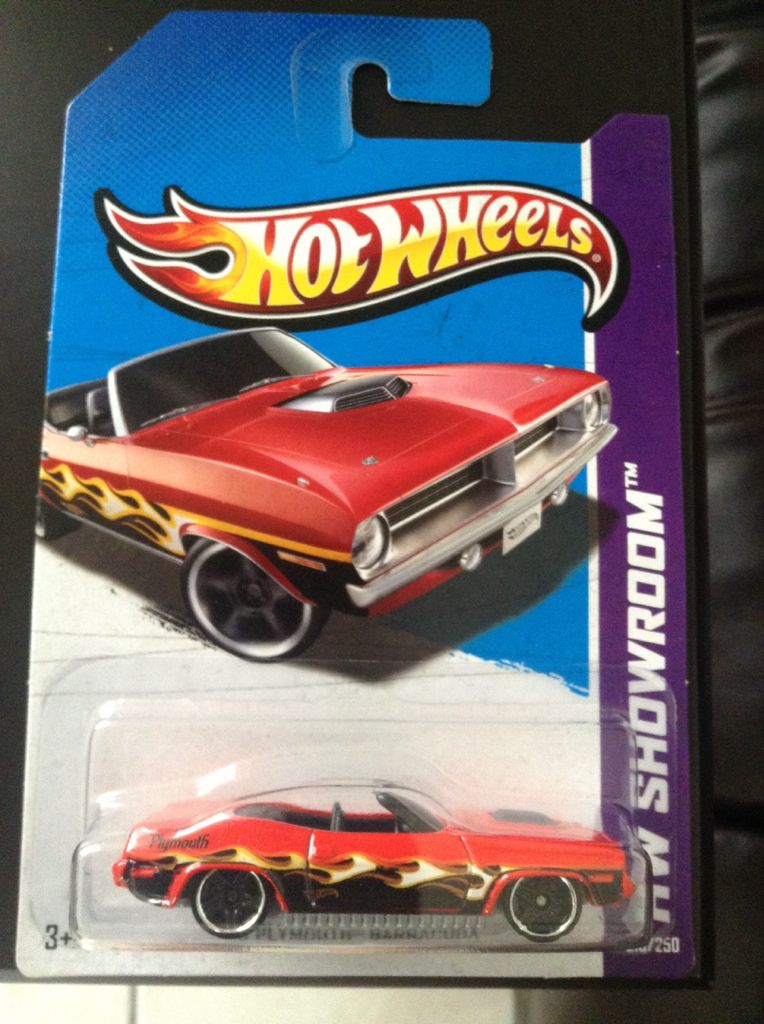 HOT WHEELS®
HW SHOWROOM™
Plymouth
3+
PLYMOUTH BARRACUDA
/250